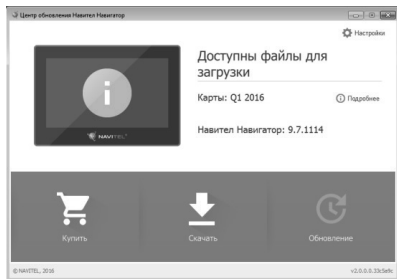 Центр обновления Навител Навигатор
Настройки
Доступны файлы для
загрузки
Карты: Q1 2016
Подробнее
Навител Навигатор: 9.7.1114
NAVITEL
Купить
Скачать
Обновление
© NAVITEL, 2016